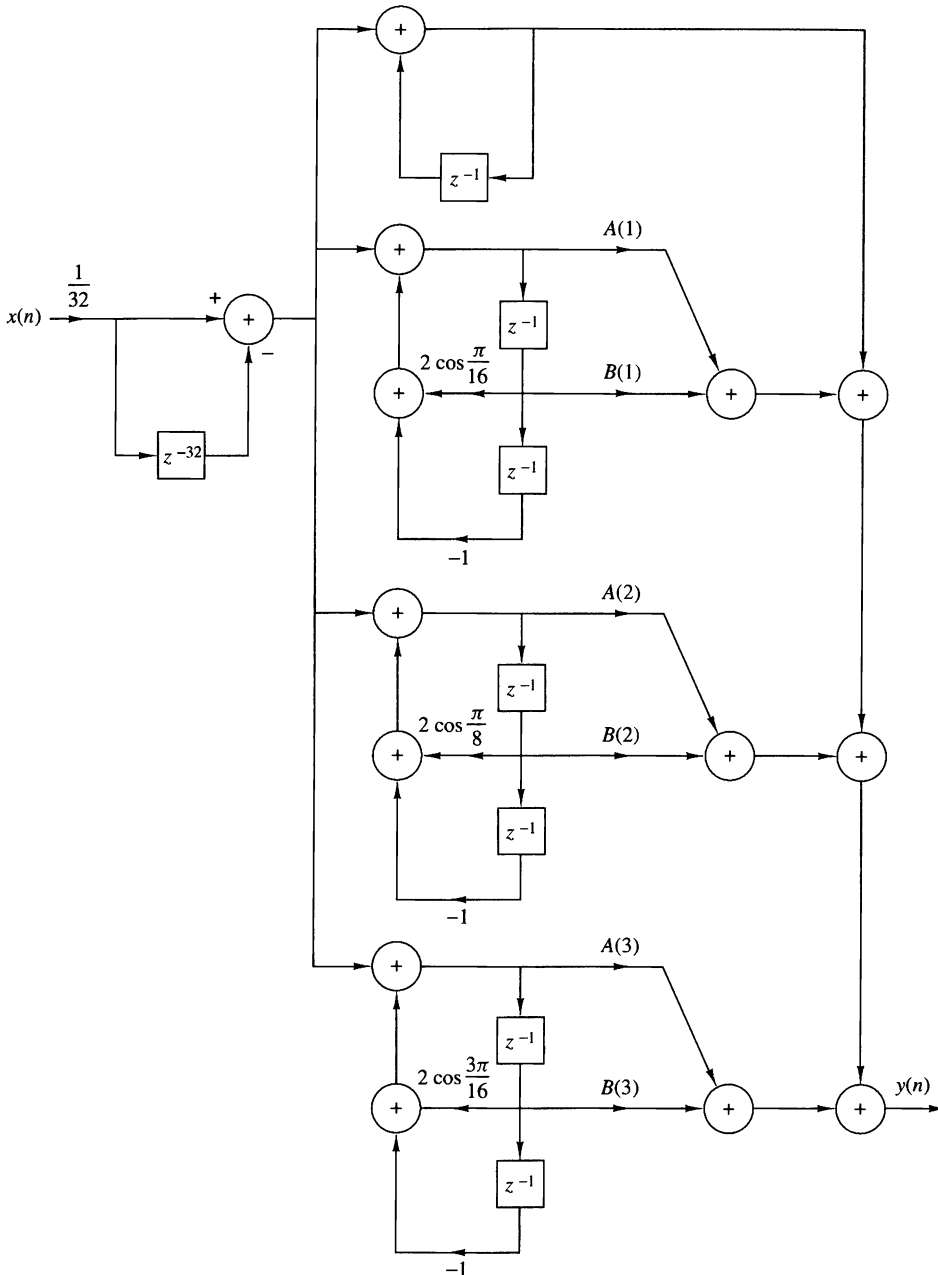 +
z⁻¹
A(1)
+
1/32
x(n)
+
+
−
z⁻¹
2 cos π/16
B(1)
+
+
+
z⁻³²
z⁻¹
−1
A(2)
+
z⁻¹
2 cos π/8
B(2)
+
+
+
z⁻¹
−1
A(3)
+
z⁻¹
2 cos 3π/16
B(3)
y(n)
+
+
+
z⁻¹
−1